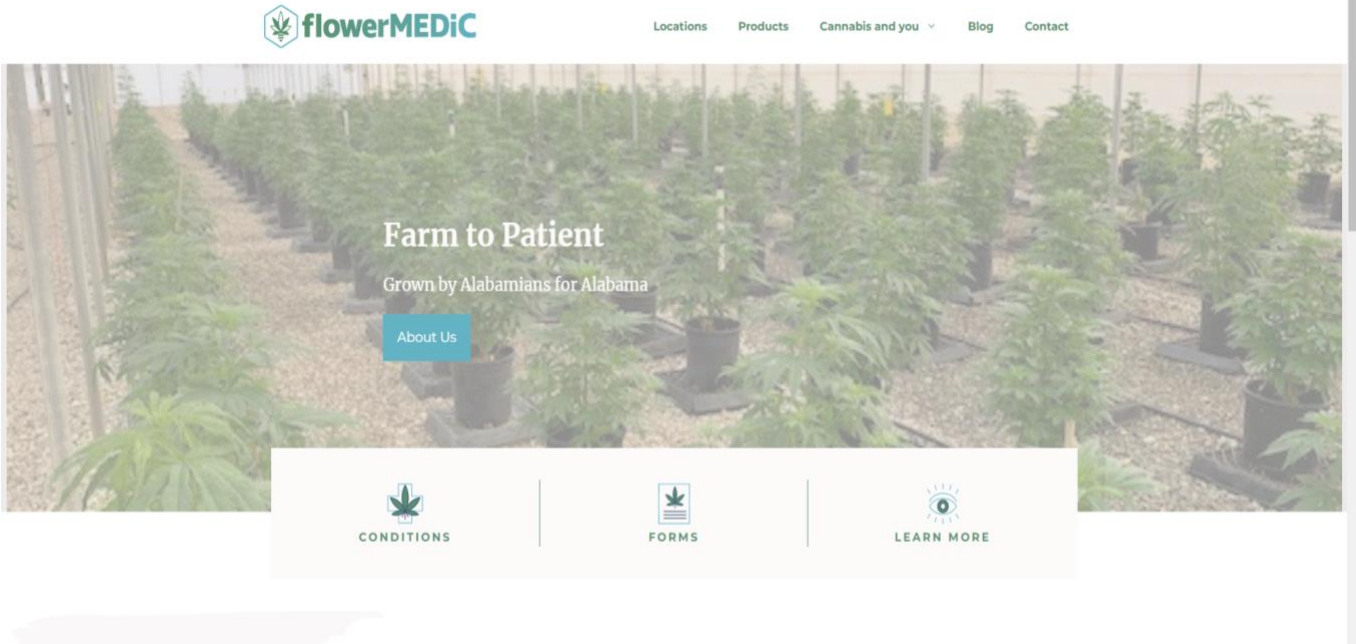 flowerMEDiC
Locations Products Cannabis and you Blog Contact
Farm to Patient
Grown by Alabamians for Alabama
About Us
CONDITIONS FORMS LEARN MORE